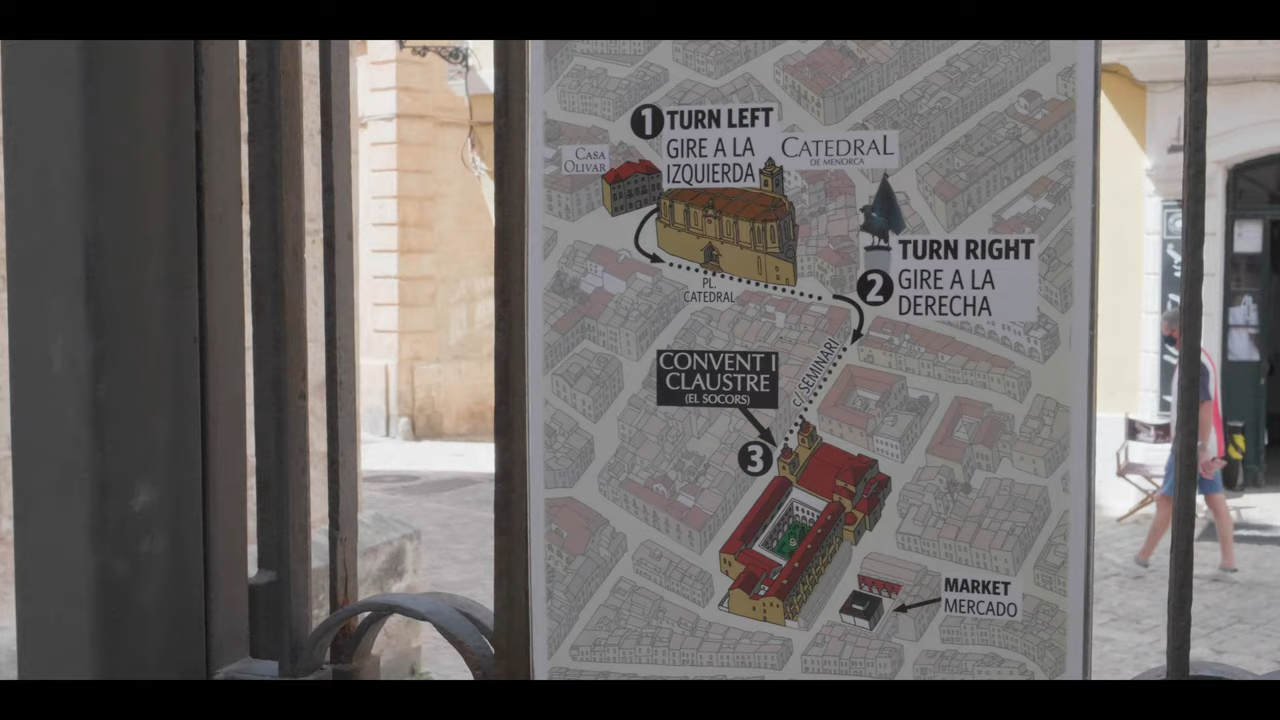 1 TURN LEFT
GIRE A LA
IZQUIERDA
CASA
OLIVAR
CATEDRAL
DE MENORCA
TURN RIGHT
2 GIRE A LA
DERECHA
PL.
CATEDRAL
C/ SEMINARI
CONVENT I
CLAUSTRE
(EL SOCORS)
3
MARKET
MERCADO